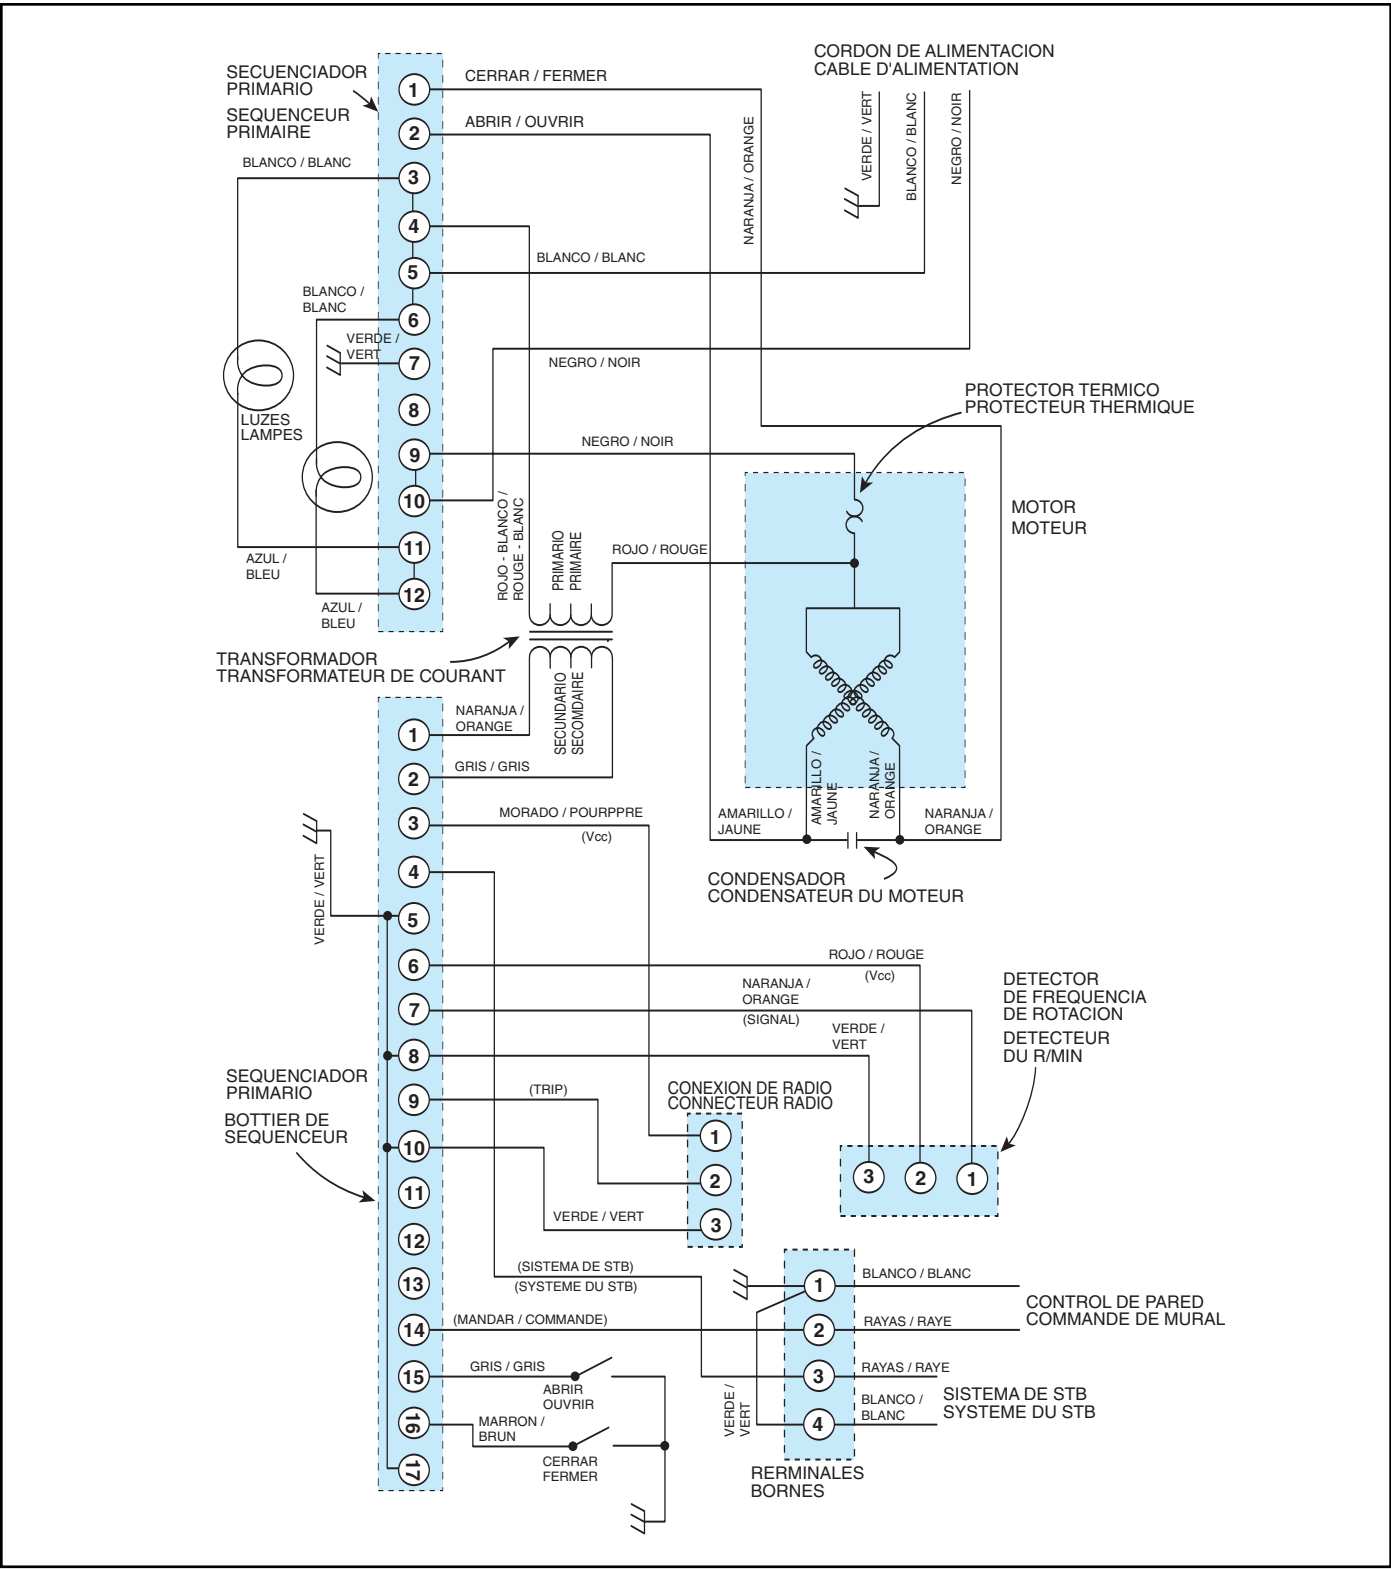 SECUENCIADOR
PRIMARIO
SEQUENCEUR
PRIMAIRE
1
CERRAR / FERMER
2
ABRIR / OUVRIR
BLANCO / BLANC
3
4
5
BLANCO / BLANC
BLANCO /
BLANC
6
VERDE /
VERT
7
8
9
NEGRO / NOIR
10
NEGRO / NOIR
11
12
LUZES
LAMPES
AZUL /
BLEU
AZUL /
BLEU
CORDON DE ALIMENTACION
CABLE D'ALIMENTATION
VERDE / VERT
BLANCO / BLANC
NEGRO / NOIR
NARANJA / ORANGE
PROTECTOR TERMICO
PROTECTEUR THERMIQUE
MOTOR
MOTEUR
ROJO - BLANCO /
ROUGE - BLANC
PRIMARIO
PRIMAIRE
ROJO / ROUGE
TRANSFORMADOR
TRANSFORMATEUR DE COURANT
SECUNDARIO
SECOMDAIRE
AMARILLO /
JAUNE
NARANJA /
ORANGE
AMARILLO /
JAUNE
NARANJA /
ORANGE
CONDENSADOR
CONDENSATEUR DU MOTEUR
NARANJA /
ORANGE
1
GRIS / GRIS
2
MORADO / POURPPRE
(Vcc)
3
4
VERDE / VERT
5
6
ROJO / ROUGE
(Vcc)
7
NARANJA /
ORANGE
(SIGNAL)
8
VERDE /
VERT
9
(TRIP)
10
VERDE / VERT
11
12
13
14
(MANDAR / COMMANDE)
15
GRIS / GRIS
ABRIR
OUVRIR
16
MARRON /
BRUN
CERRAR
FERMER
17
SEQUENCIADOR
PRIMARIO
BOTTIER DE
SEQUENCEUR
DETECTOR
DE FREQUENCIA
DE ROTACION
DETECTEUR
DU R/MIN
3
2
1
CONEXION DE RADIO
CONNECTEUR RADIO
1
2
3
(SISTEMA DE STB)
(SYSTEME DU STB)
1
BLANCO / BLANC
2
RAYAS / RAYE
CONTROL DE PARED
COMMANDE DE MURAL
3
RAYAS / RAYE
4
BLANCO /
BLANC
SISTEMA DE STB
SYSTEME DU STB
VERDE /
VERT
RERMINALES
BORNES